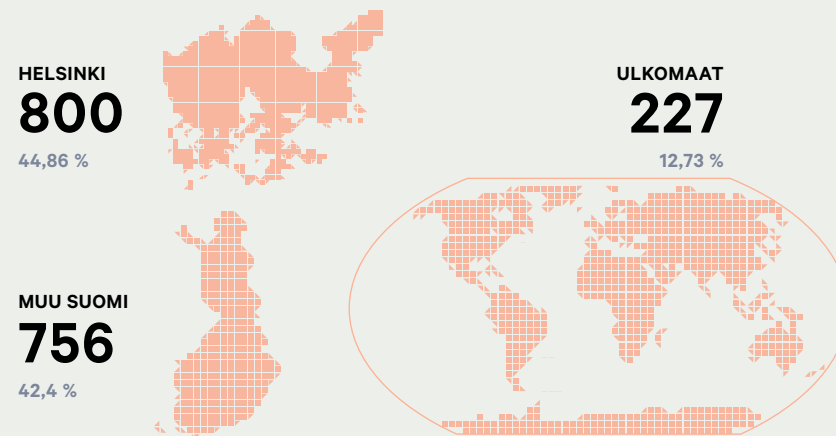 HELSINKI
800
44,86 %
ULKOMAAT
227
12,73 %
MUU SUOMI
756
42,4 %